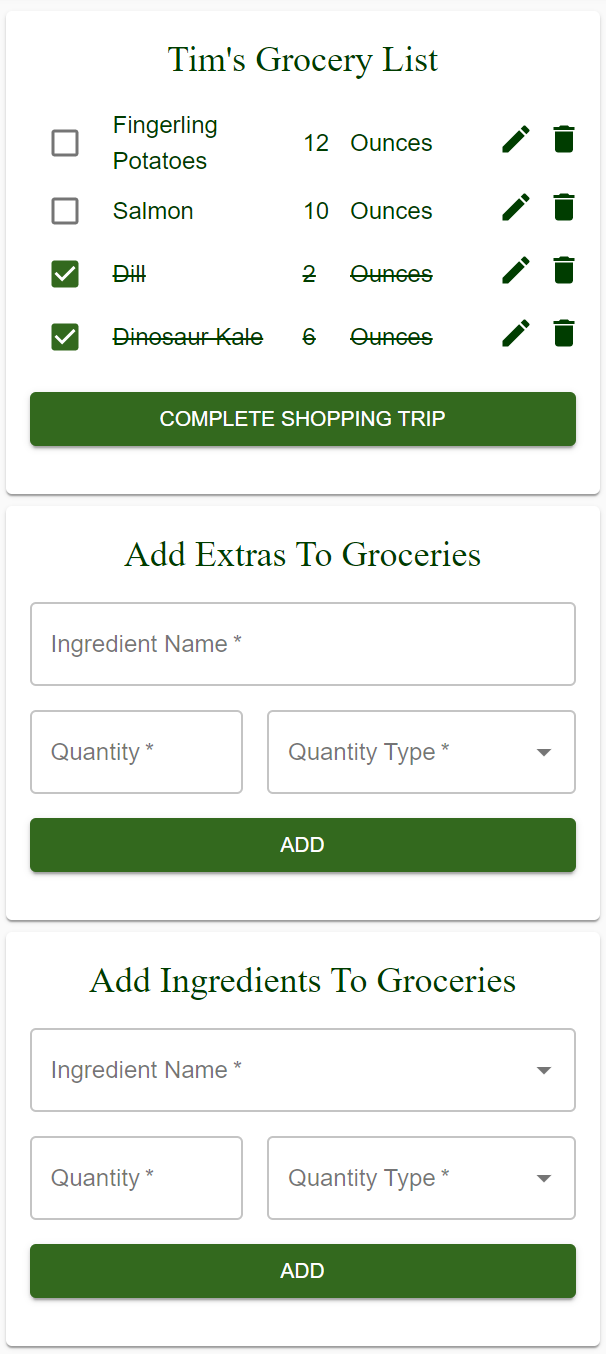 Tim's Grocery List
Fingerling
Potatoes 12 Ounces
Salmon 10 Ounces
Dill 2 Ounces
Dinosaur Kale 6 Ounces
COMPLETE SHOPPING TRIP
Add Extras To Groceries
Ingredient Name *
Quantity * Quantity Type *
ADD
Add Ingredients To Groceries
Ingredient Name *
Quantity * Quantity Type *
ADD